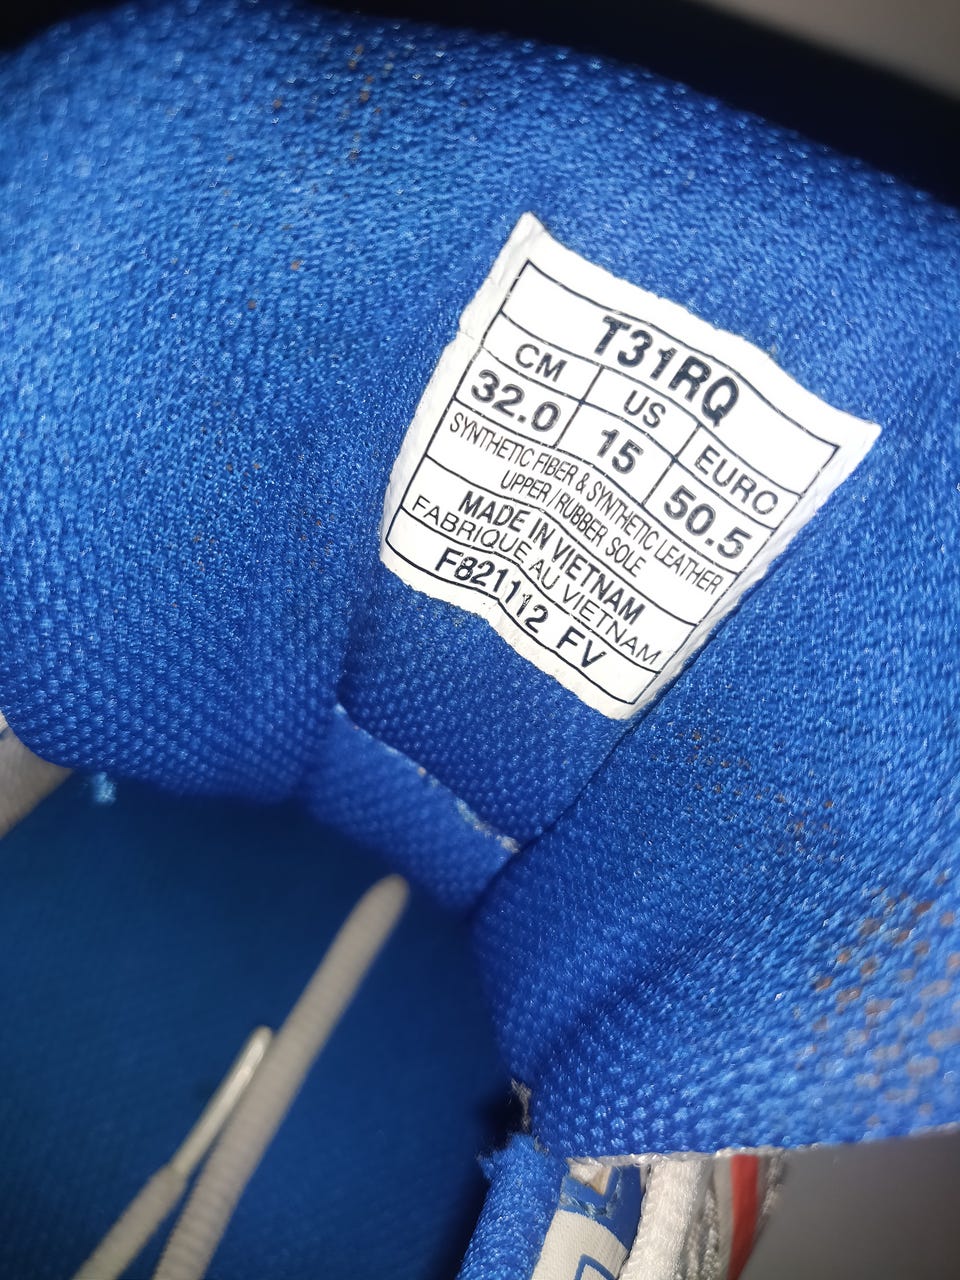 T31RQ
CM US EURO
32.0 15 50.5
SYNTHETIC FIBER & SYNTHETIC LEATHER
UPPER / RUBBER SOLE
MADE IN VIETNAM
FABRIQUE AU VIETNAM
F821112 FV